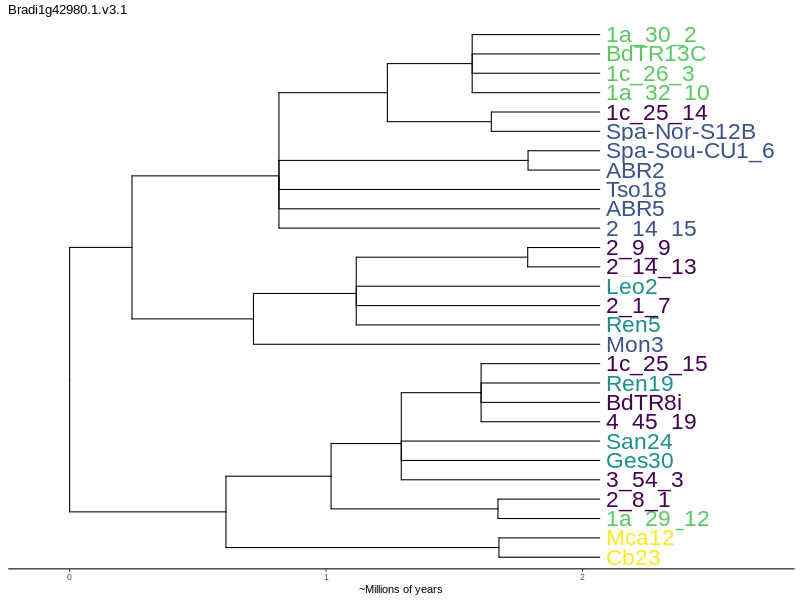 Bradi1g42980.1.v3.1
1a_30_2
BdTR13C
1c_26_3
1a_32_10
1c_25_14
Spa-Nor-S12B
Spa-Sou-CU1_6
ABR2
Tso18
ABR5
2_14_15
2_9_9
2_14_13
Leo2
2_1_7
Ren5
Mon3
1c_25_15
Ren19
BdTR8i
4_45_19
San24
Ges30
3_54_3
2_8_1
1a_29_12
Mca12
Cb23
0 1 2
~Millions of years